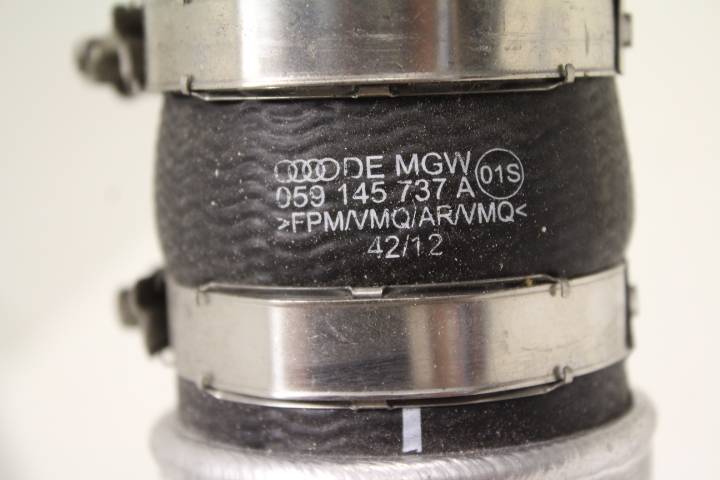 DE MGW
059 145 737 A 01S
>FPM/VMQ/AR/VMQ<
42/12